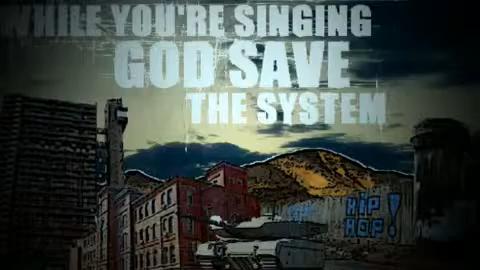 WHILE YOU'RE SINGING
GOD SAVE
THE SYSTEM
HIP
HOP!